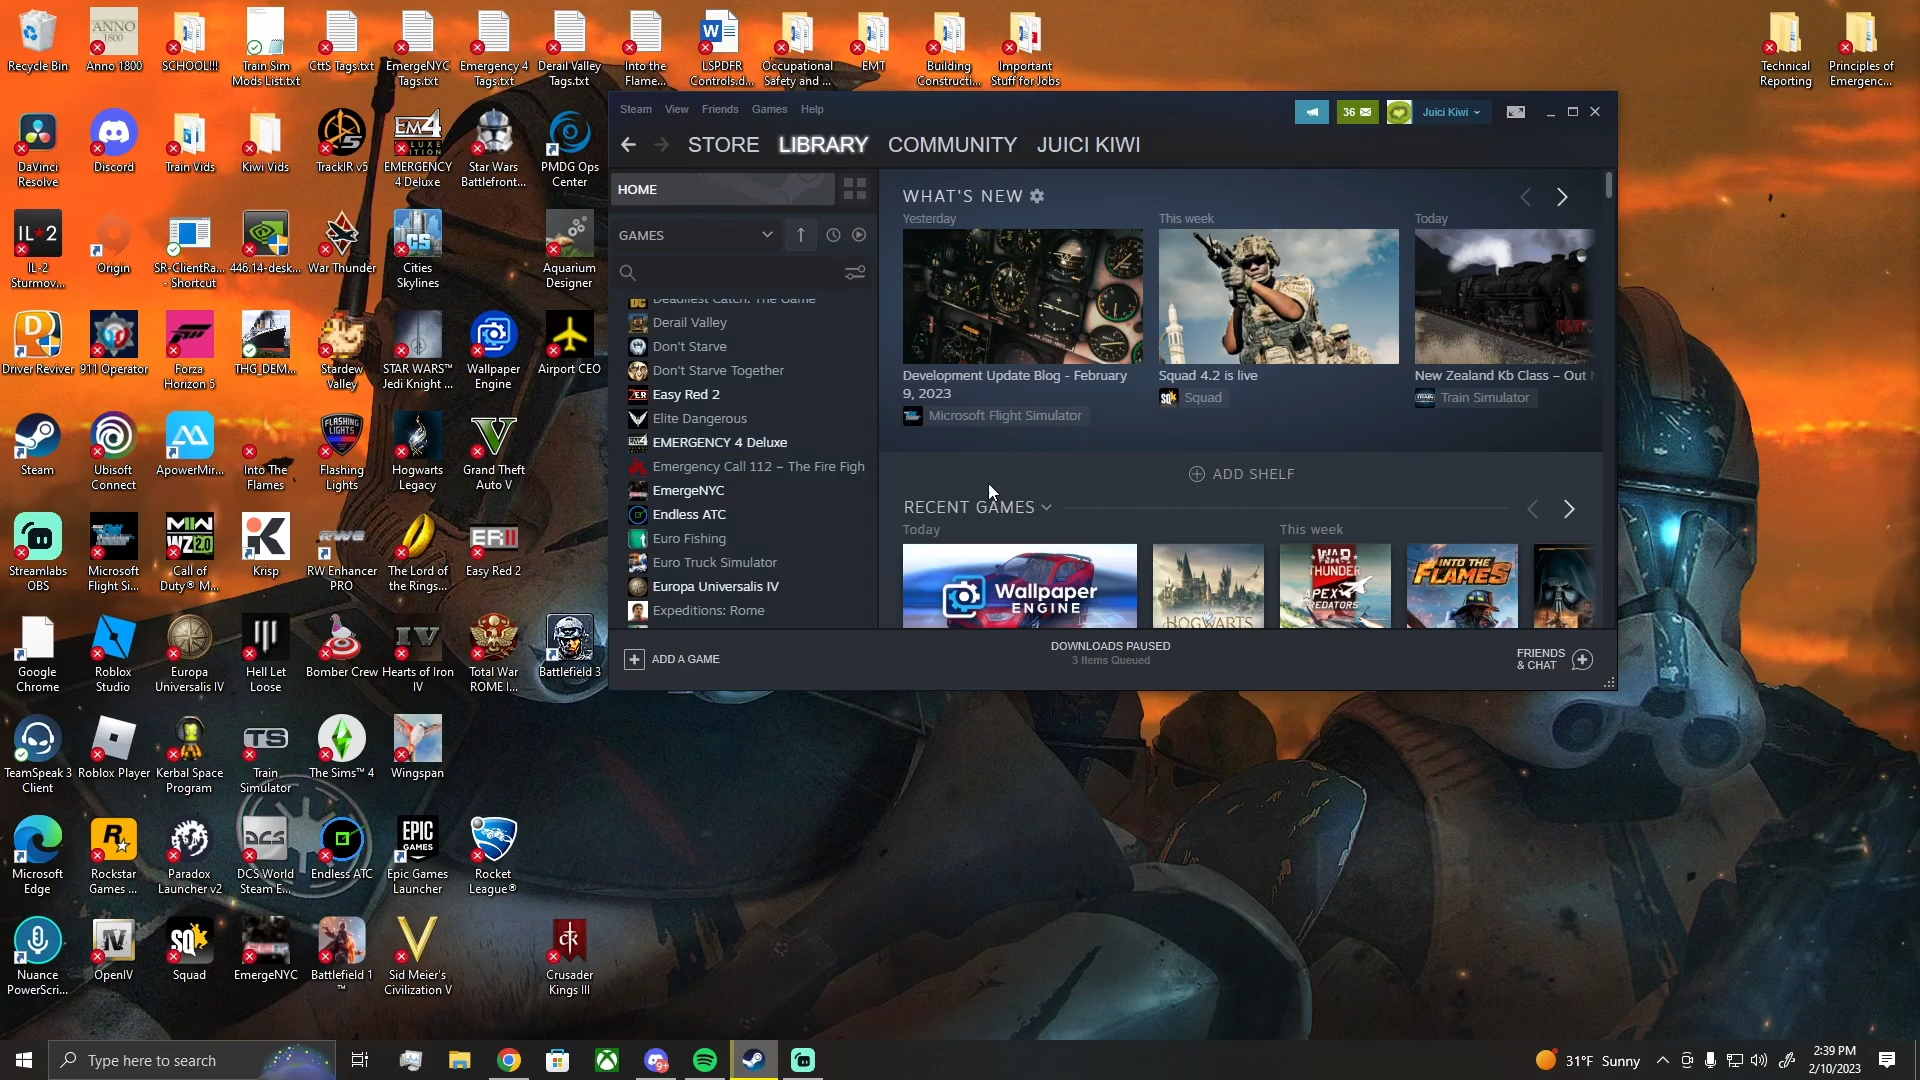 Recycle Bin
Anno 1800
SCHOOL!!!
Train Sim
Mods List.txt
CttS Tags.txt
EmergeNYC
Tags.txt
Emergency 4
Tags.txt
Derail Valley
Tags.txt
Into the
Flame...
LSPDFR
Controls.d...
Occupational
Safety and ...
EMT
Building
Constructi...
Important
Stuff for Jobs
Technical
Reporting
Principles of
Emergenc...
DaVinci
Resolve
Discord
Train Vids
Kiwi Vids
TrackIR v5
EMERGENCY
4 Deluxe
Star Wars
Battlefront...
PMDG Ops
Center
IL-2
Sturmov...
Origin
SR-ClientRa...
- Shortcut
446.14-desk...
War Thunder
Cities
Skylines
Aquarium
Designer
Driver Reviver
911 Operator
Forza
Horizon 5
THG_DEM...
Stardew
Valley
STAR WARS™
Jedi Knight ...
Wallpaper
Engine
Airport CEO
Steam
Ubisoft
Connect
ApowerMir...
Into The
Flames
Flashing
Lights
Hogwarts
Legacy
Grand Theft
Auto V
Streamlabs
OBS
Microsoft
Flight Si...
Call of
Duty® M...
Krisp
RW Enhancer
PRO
The Lord of
the Rings...
Easy Red 2
Google
Chrome
Roblox
Studio
Europa
Universalis IV
Hell Let
Loose
Bomber Crew
Hearts of Iron
IV
Total War
ROME I...
Battlefield 3
TeamSpeak 3
Client
Roblox Player
Kerbal Space
Program
Train
Simulator
The Sims™ 4
Wingspan
Microsoft
Edge
Rockstar
Games ...
Paradox
Launcher v2
DCS World
Steam E...
Endless ATC
Epic Games
Launcher
Rocket
League®
Nuance
PowerScri...
OpenIV
Squad
EmergeNYC
Battlefield 1
™
Sid Meier's
Civilization V
Crusader
Kings III
Steam View Friends Games Help
36
Juici Kiwi
STORE LIBRARY COMMUNITY JUICI KIWI
HOME
GAMES
Deadliest Catch: The Game
Derail Valley
Don't Starve
Don't Starve Together
Easy Red 2
Elite Dangerous
EMERGENCY 4 Deluxe
Emergency Call 112 – The Fire Figh
EmergeNYC
Endless ATC
Euro Fishing
Euro Truck Simulator
Europa Universalis IV
Expeditions: Rome
WHAT'S NEW
Yesterday
Development Update Blog - February
9, 2023
Microsoft Flight Simulator
This week
Squad 4.2 is live
Squad
Today
New Zealand Kb Class – Out
Train Simulator
ADD SHELF
RECENT GAMES
Today
This week
Wallpaper
ENGINE
HOGWARTS
WAR
THUNDER
APEX
PREDATORS
INTO THE
FLAMES
ADD A GAME
DOWNLOADS PAUSED
3 Items Queued
FRIENDS
& CHAT
Type here to search
31°F Sunny
2:39 PM
2/10/2023